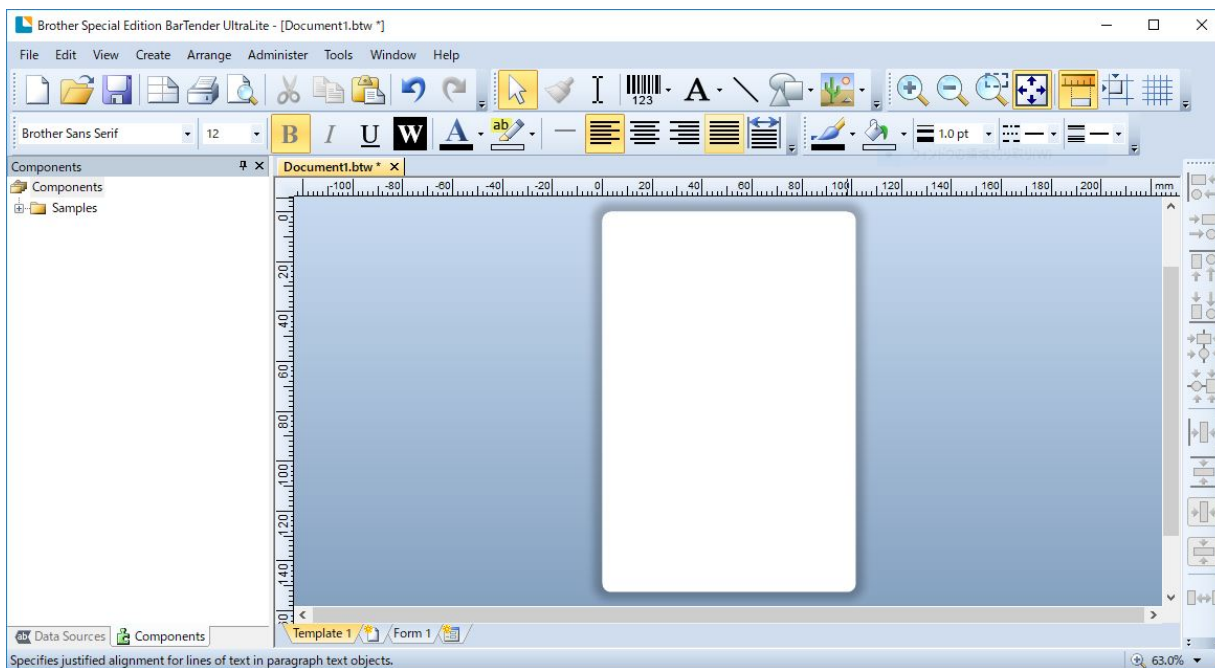 Brother Special Edition BarTender UltraLite - [Document1.btw *]
File Edit View Create Arrange Administer Tools Window Help
123 A
Brother Sans Serif 12 B I U W A ab 1.0 pt
Components Document1.btw *
Components
Samples
-100 -80 -60 -40 -20 0 20 40 60 80 100 120 140 160 180 200 mm
0
20
40
60
80
100
120
140
Data Sources Components Template 1 Form 1
Specifies justified alignment for lines of text in paragraph text objects. 63.0%